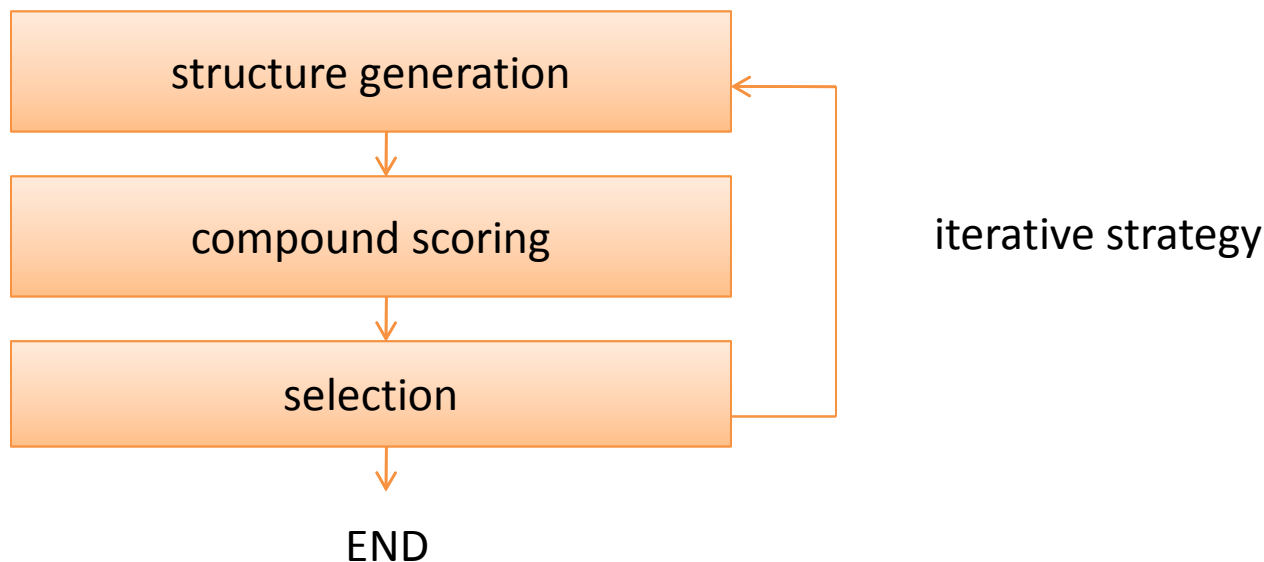 structure generation
compound scoring
iterative strategy
selection
END